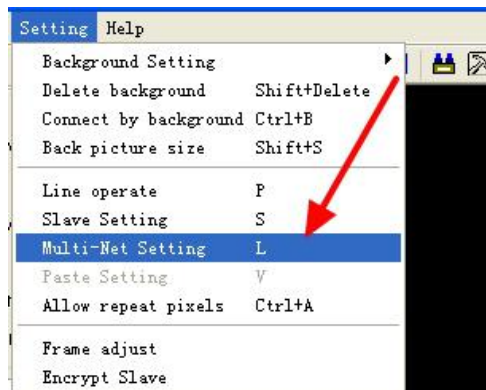 Setting Help
Background Setting
Delete background Shift+Delete
Connect by background Ctrl+B
Back picture size Shift+S
Line operate P
Slave Setting S
Multi-Net Setting L
Paste Setting V
Allow repeat pixels Ctrl+A
Frame adjust
Encrypt Slave